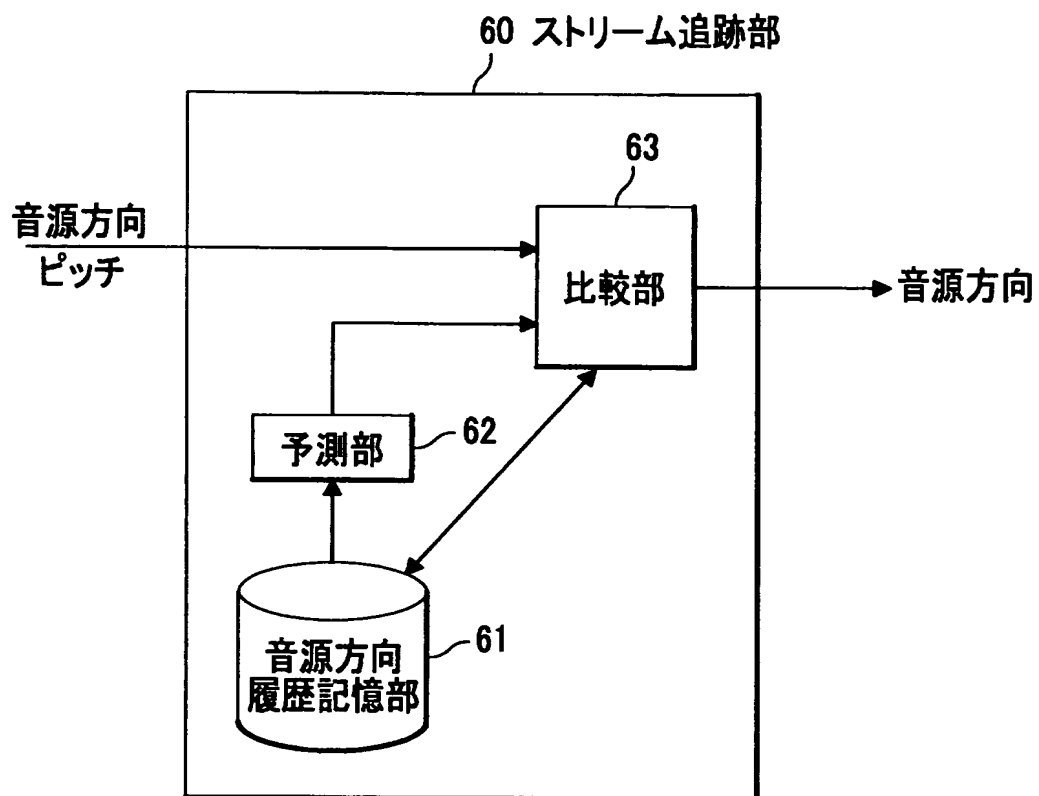 60 ストリーム追跡部
63
音源方向
ピッチ
比較部
音源方向
予測部
62
音源方向
履歴記憶部
61